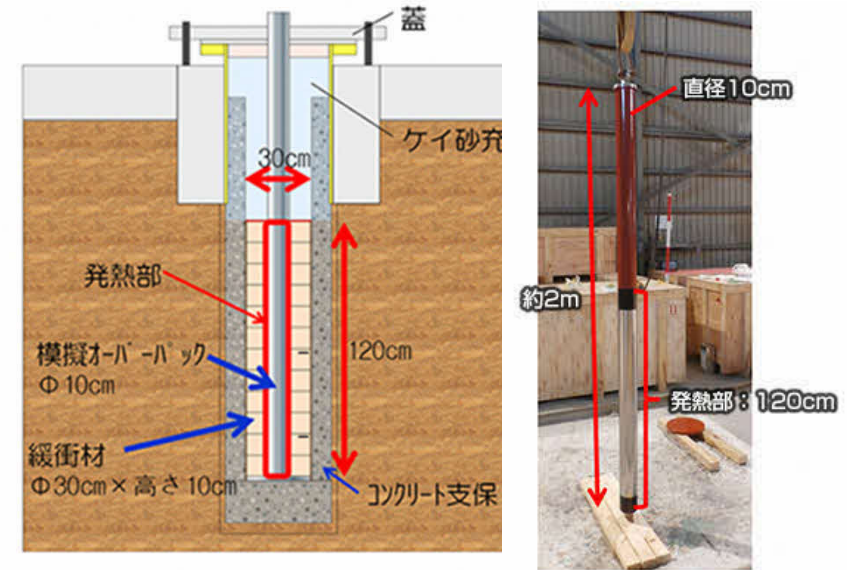 蓋
ケイ砂充
30cm
発熱部
120cm
模擬オーバーパック
Φ10cm
緩衝材
Φ30cm×高さ10cm
コンクリート支保
直径10cm
約2m
発熱部：120cm